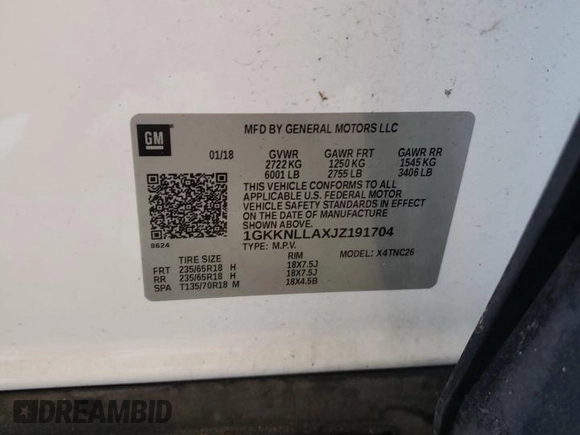 GM
MFD BY GENERAL MOTORS LLC
01/18 GVWR GAWR FRT GAWR RR
2722 KG 1250 KG 1545 KG
6001 LB 2755 LB 3406 LB
THIS VEHICLE CONFORMS TO ALL
APPLICABLE U.S. FEDERAL MOTOR
VEHICLE SAFETY STANDARDS IN
EFFECT ON THE DATE OF MANUFACTURE
SHOWN ABOVE.
1GKKNLLAXJZ191704
8624 TYPE: M.P.V. MODEL: X4TNC26
TIRE SIZE RIM
FRT 235/65R18 H 18X7.5J
RR 235/65R18 H 18X7.5J
SPA T135/70R18 M 18X4.5B
DREAMBID